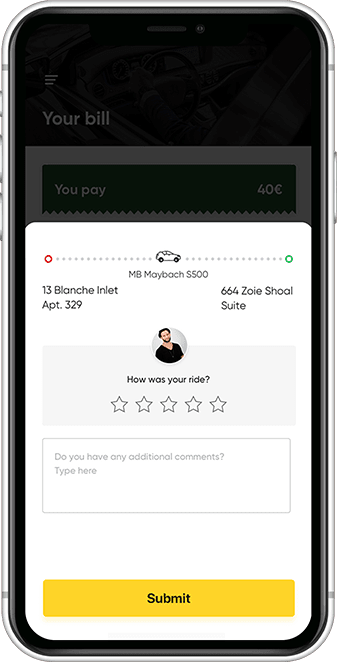 Your bill
You pay 40€
MB Maybach S500
13 Blanche Inlet 664 Zoie Shoal
Apt. 329 Suite
How was your ride?
Do you have any additional comments?
Type here
Submit